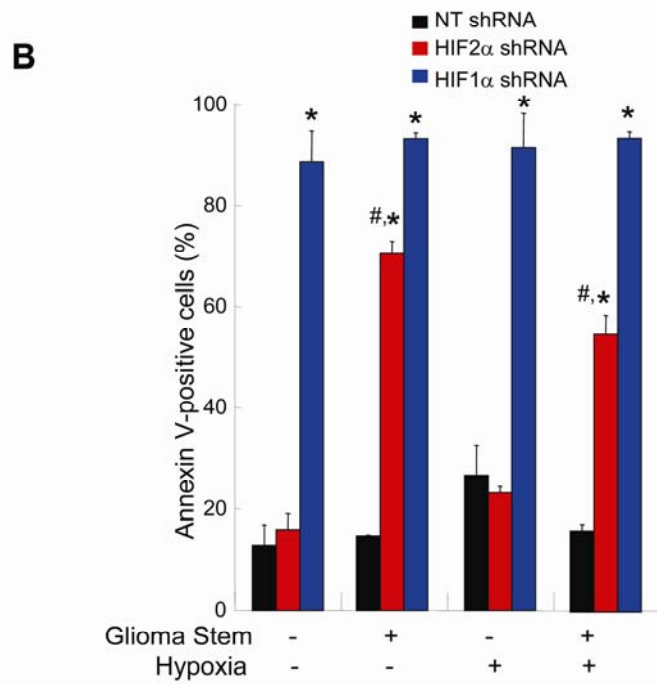 NT shRNA
B
HIF2α shRNA
HIF1α shRNA
Annexin V-positive cells (%)
100
80
60
40
20
0
*
*
*
*
#,*
#,*
Glioma Stem - + - +
Hypoxia - - + +